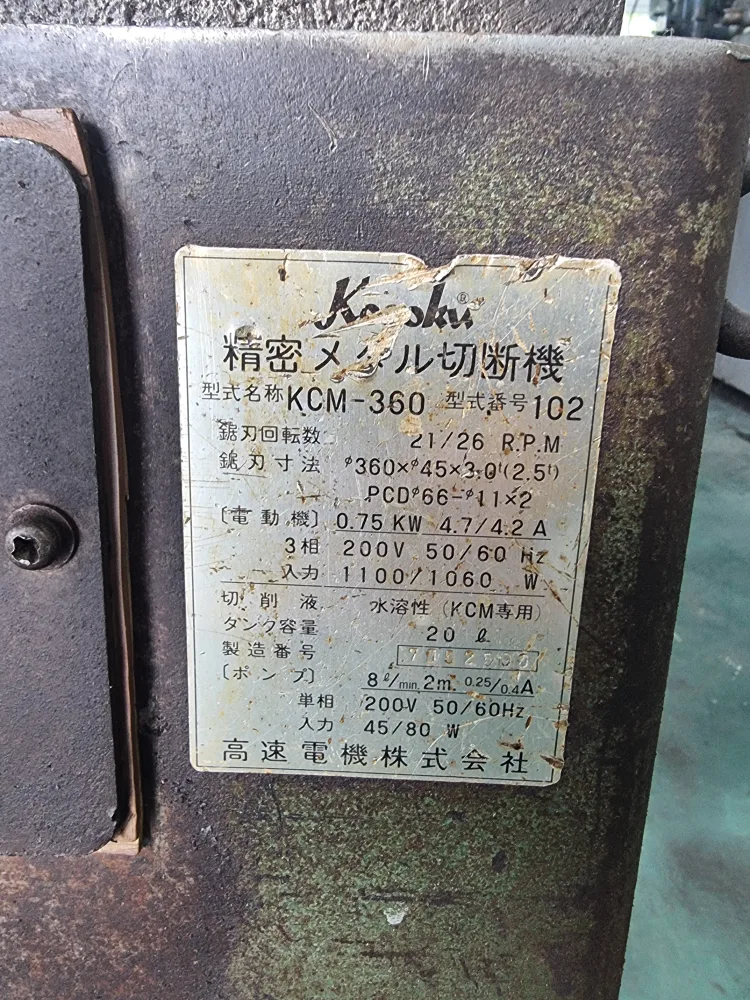 精密メタル切断機
型式名称 KCM-360 型式番号 102
鋸刃回転数 21/26 R.P.M
鋸刃寸法 φ360×φ45×3.0t(2.5t)
PCDφ66-φ11×2
〔電動機〕 0.75 KW 4.7/4.2 A
3相 200V 50/60 Hz
入力 1100/1060 W
切削液 水溶性 (KCM専用)
タンク容量 20 ℓ
製造番号
〔ポンプ〕 8ℓ/min. 2m. 0.25/0.4A
単相 200V 50/60Hz
入力 45/80 W
高速電機株式会社